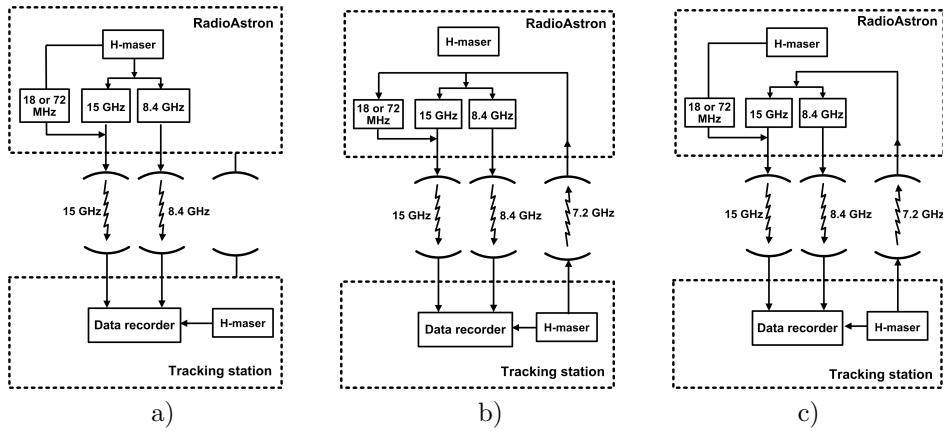 RadioAstron
H-maser
18 or 72
MHz
15 GHz
8.4 GHz
15 GHz
8.4 GHz
Data recorder
H-maser
Tracking station
a)
RadioAstron
H-maser
18 or 72
MHz
15 GHz
8.4 GHz
15 GHz
8.4 GHz
7.2 GHz
Data recorder
H-maser
Tracking station
b)
RadioAstron
H-maser
18 or 72
MHz
15 GHz
8.4 GHz
15 GHz
8.4 GHz
7.2 GHz
Data recorder
H-maser
Tracking station
c)